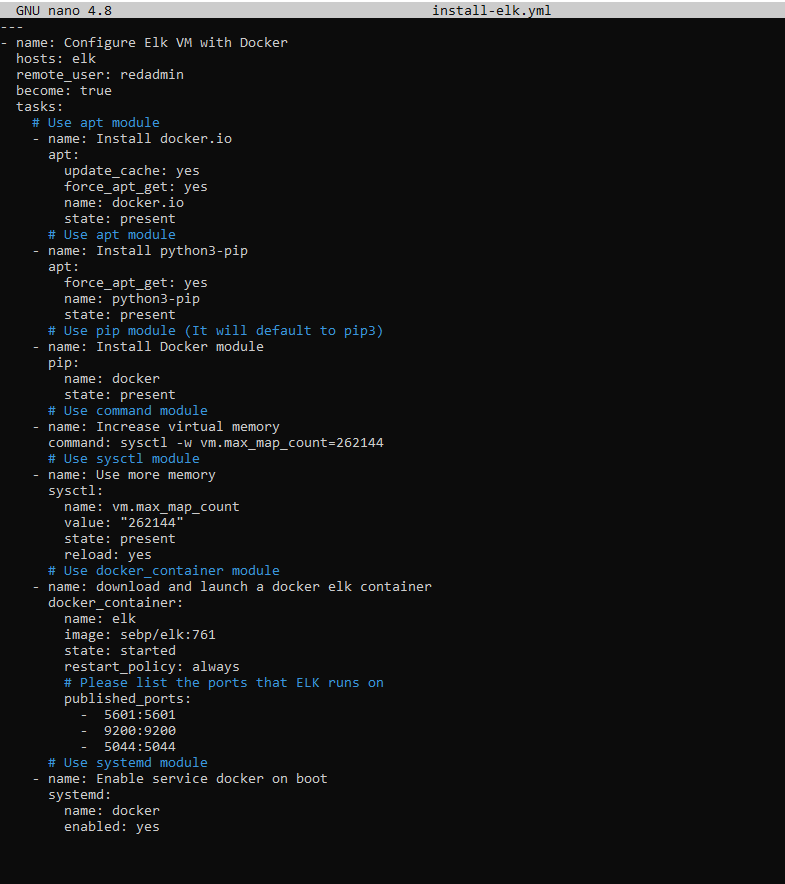 GNU nano 4.8 install-elk.yml
---
- name: Configure Elk VM with Docker
  hosts: elk
  remote_user: redadmin
  become: true
  tasks:
    # Use apt module
    - name: Install docker.io
      apt:
        update_cache: yes
        force_apt_get: yes
        name: docker.io
        state: present
      # Use apt module
    - name: Install python3-pip
      apt:
        force_apt_get: yes
        name: python3-pip
        state: present
      # Use pip module (It will default to pip3)
    - name: Install Docker module
      pip:
        name: docker
        state: present
      # Use command module
    - name: Increase virtual memory
      command: sysctl -w vm.max_map_count=262144
      # Use sysctl module
    - name: Use more memory
      sysctl:
        name: vm.max_map_count
        value: "262144"
        state: present
        reload: yes
      # Use docker_container module
    - name: download and launch a docker elk container
      docker_container:
        name: elk
        image: sebp/elk:761
        state: started
        restart_policy: always
        # Please list the ports that ELK runs on
        published_ports:
          -  5601:5601
          -  9200:9200
          -  5044:5044
      # Use systemd module
    - name: Enable service docker on boot
      systemd:
        name: docker
        enabled: yes